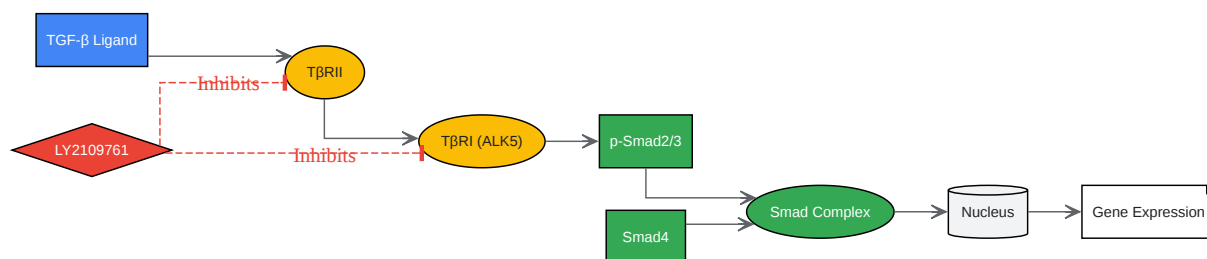 TGF-β Ligand
TβRII
Inhibits
LY2109761
TβRI (ALK5)
Inhibits
p-Smad2/3
Smad Complex
Smad4
Nucleus
Gene Expression